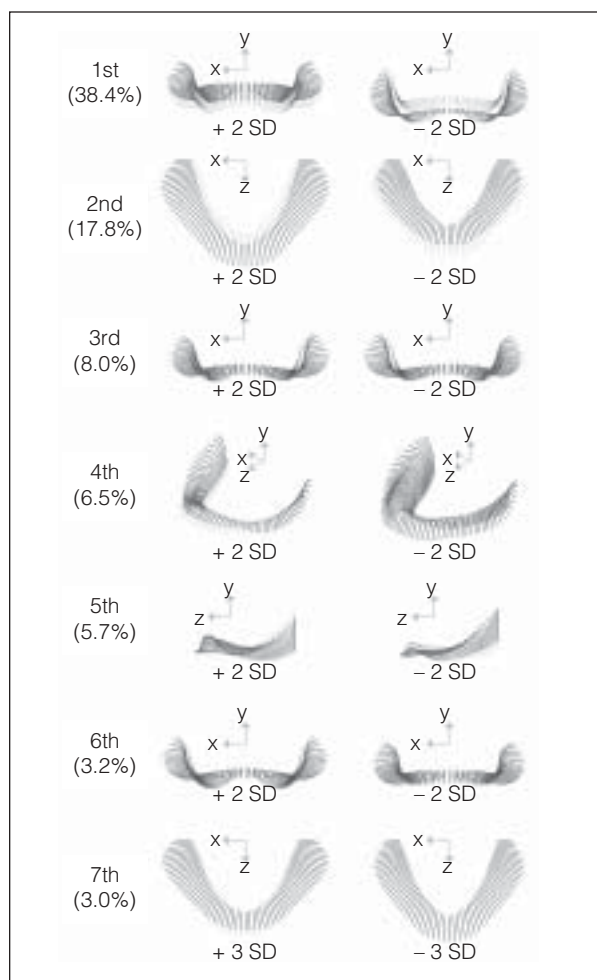 y
1st x
(38.4%)
+ 2 SD
y
x
– 2 SD
2nd
(17.8%)
x
z
+ 2 SD
x
z
– 2 SD
3rd
(8.0%)
y
x
+ 2 SD
y
x
– 2 SD
4th
(6.5%)
y
x
z
+ 2 SD
y
x
z
– 2 SD
5th
(5.7%)
y
z
+ 2 SD
y
z
– 2 SD
6th
(3.2%)
y
x
+ 2 SD
y
x
– 2 SD
7th
(3.0%)
x
z
+ 3 SD
x
z
– 3 SD